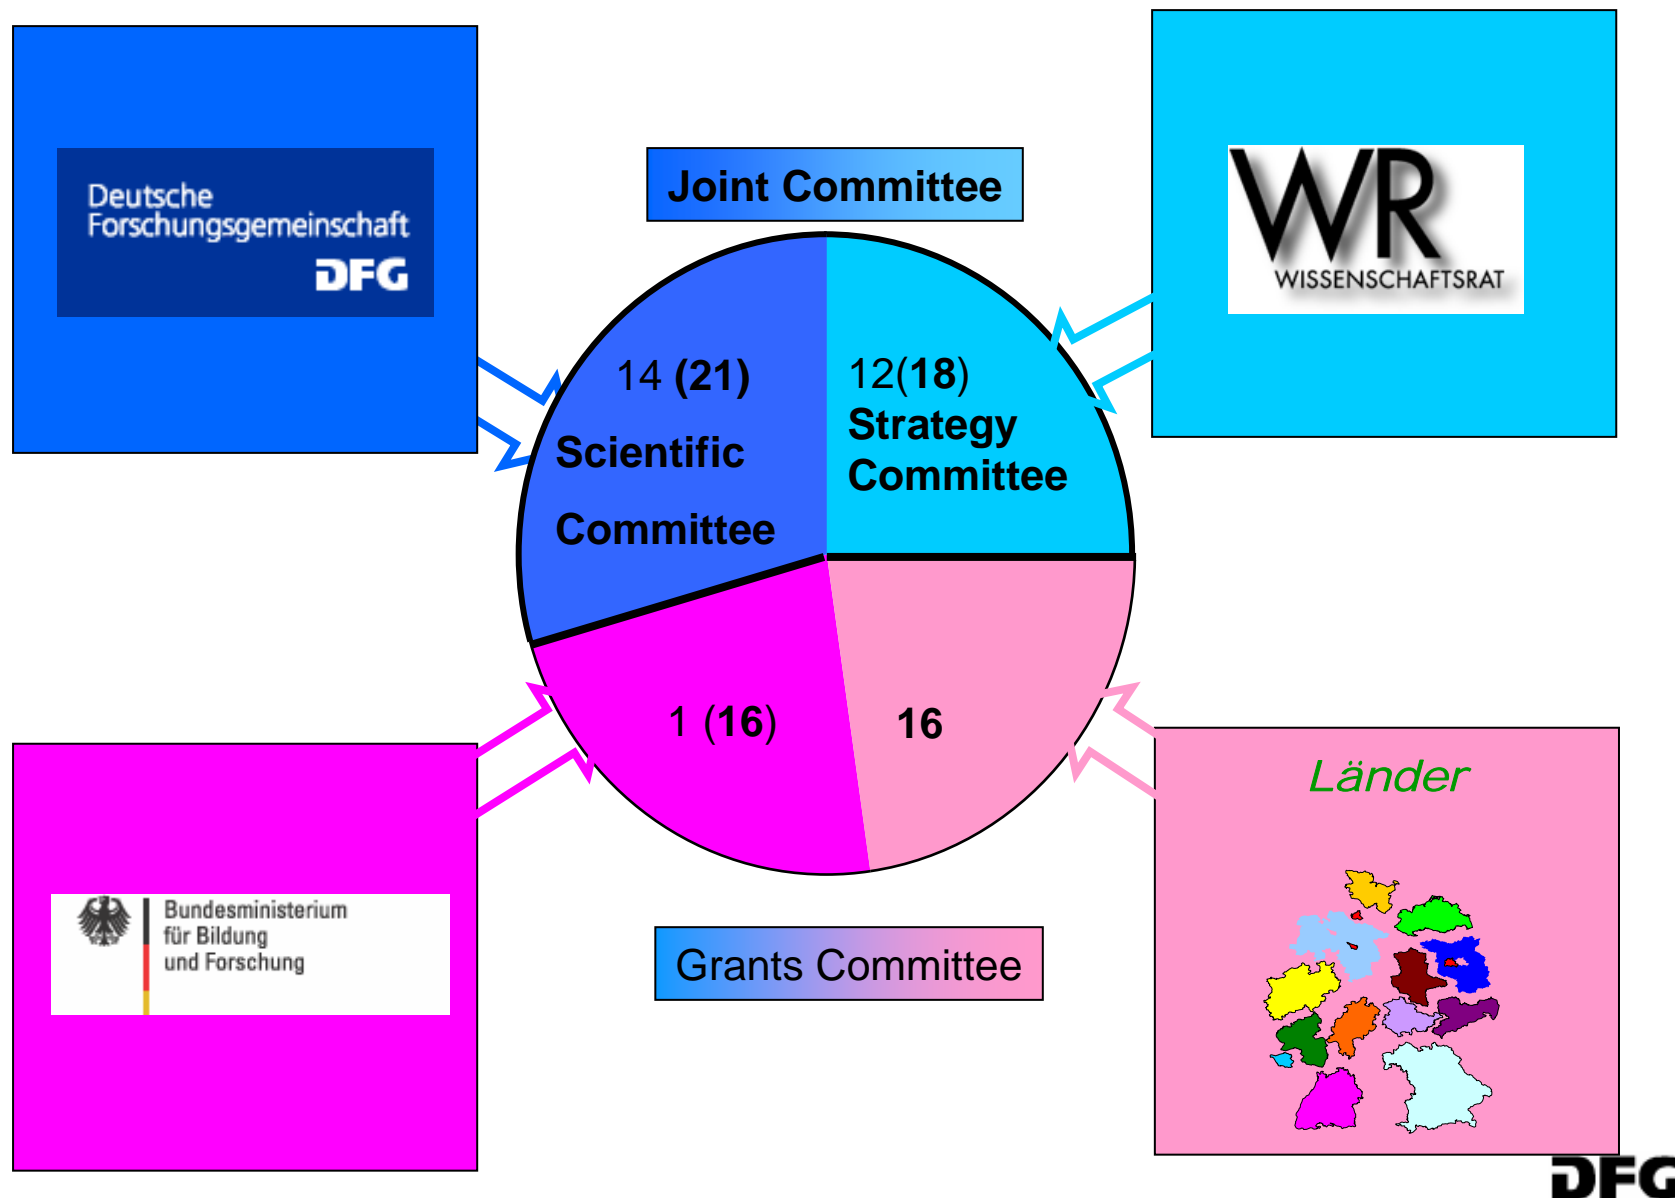 Deutsche
Forschungsgemeinschaft
DFG
Joint Committee
WR
WISSENSCHAFTSRAT
14 (21)
Scientific
Committee
12(18)
Strategy
Committee
1 (16)
16
Bundesministerium
für Bildung
und Forschung
Grants Committee
Länder
DFG